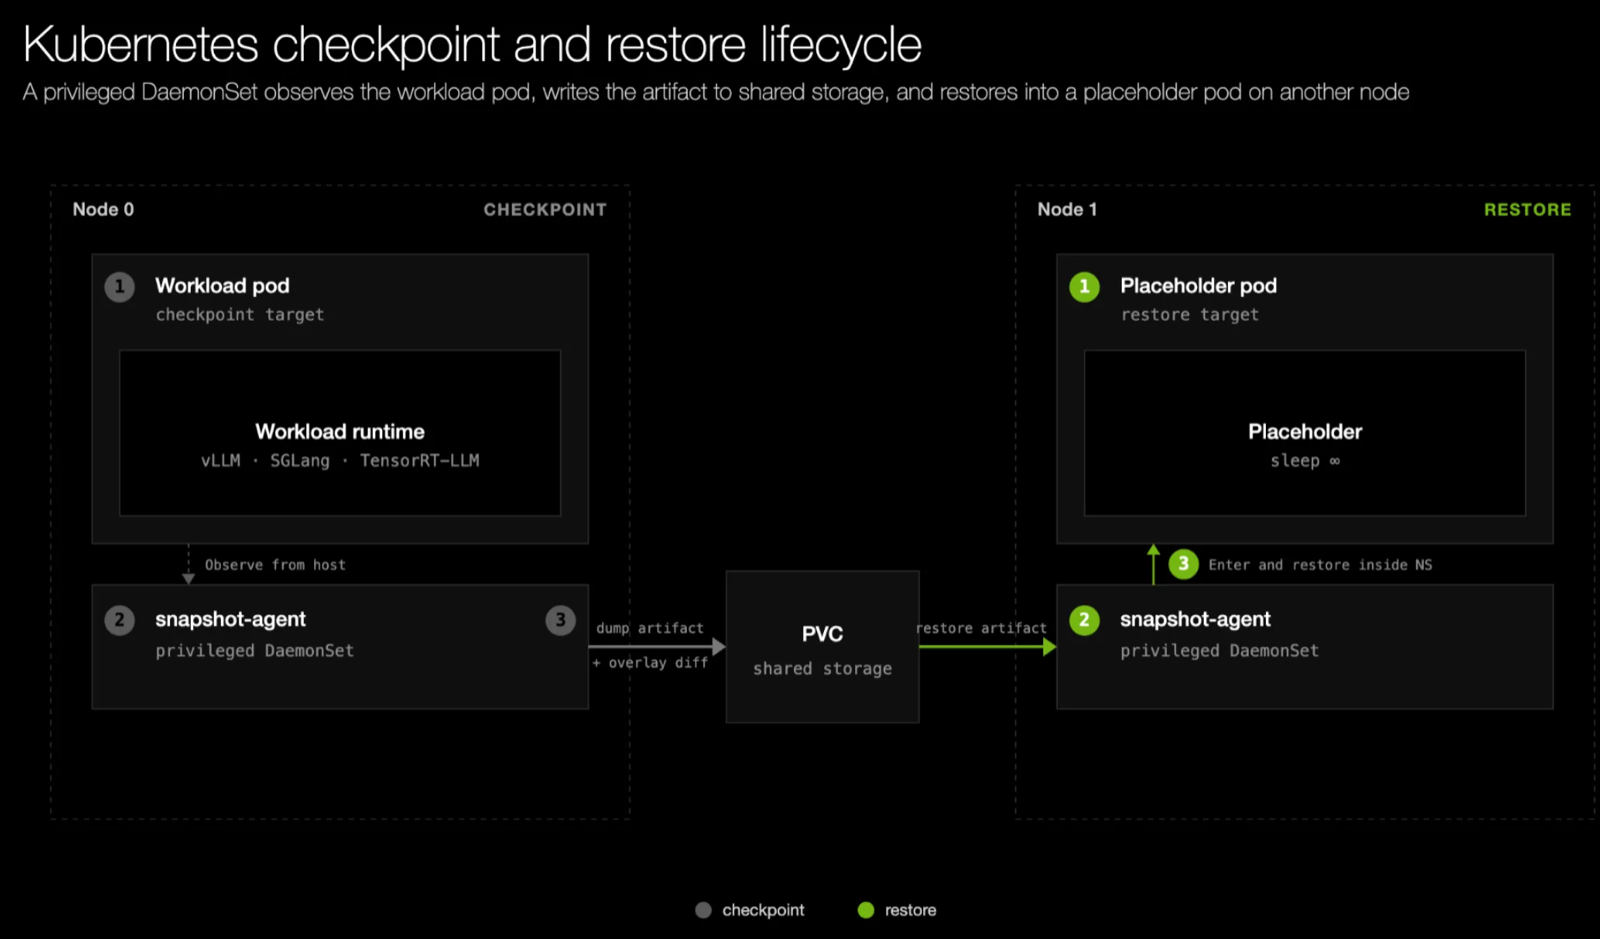 Kubernetes checkpoint and restore lifecycle
A privileged DaemonSet observes the workload pod, writes the artifact to shared storage, and restores into a placeholder pod on another node
Node 0
CHECKPOINT
1
Workload pod
checkpoint target
Workload runtime
vLLM · SGLang · TensorRT-LLM
Observe from host
2
snapshot-agent
privileged DaemonSet
3
dump artifact
+ overlay diff
PVC
shared storage
restore artifact
Node 1
RESTORE
1
Placeholder pod
restore target
Placeholder
sleep ∞
3
Enter and restore inside NS
2
snapshot-agent
privileged DaemonSet
checkpoint
restore